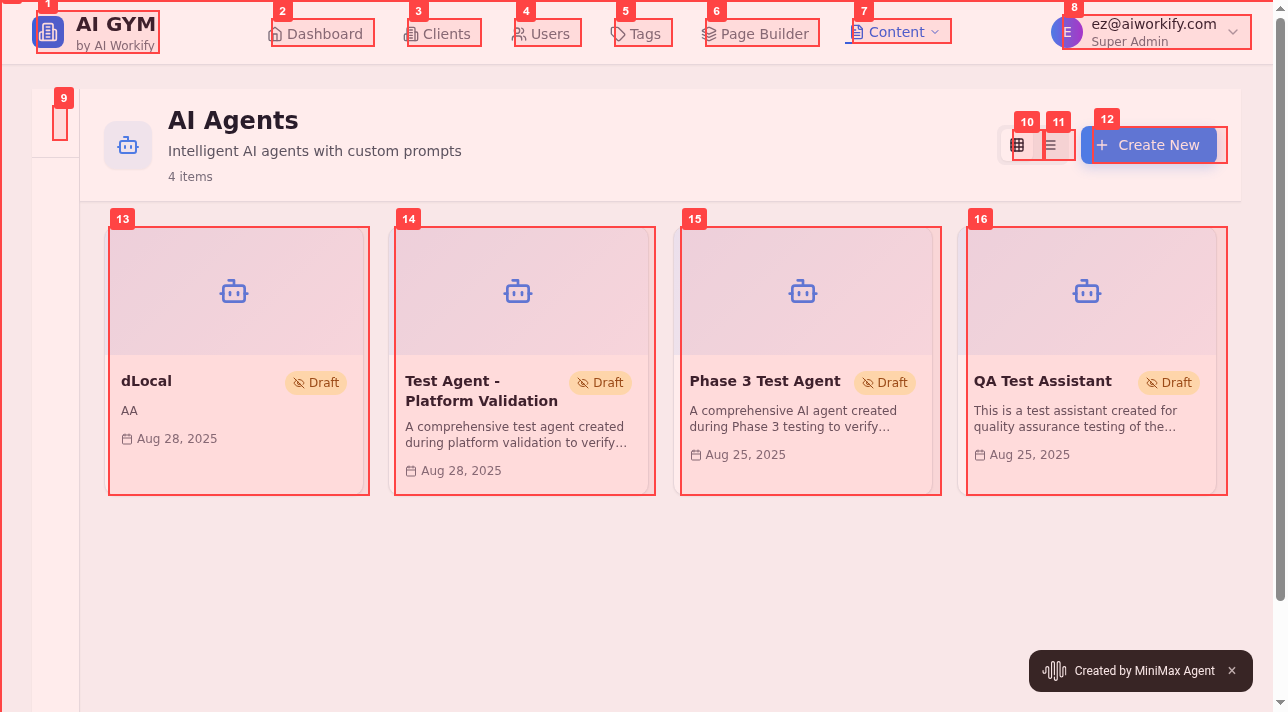 1
2
3
4
5
6
7
8
AI GYM
by AI Workify
Dashboard
Clients
Users
Tags
Page Builder
Content
E
ez@aiworkify.com
Super Admin
9
AI Agents
Intelligent AI agents with custom prompts
4 items
10
11
12
Create New
13
14
15
16
dLocal
Draft
AA
Aug 28, 2025
Test Agent -
Platform Validation
Draft
A comprehensive test agent created
during platform validation to verify…
Aug 28, 2025
Phase 3 Test Agent
Draft
A comprehensive AI agent created
during Phase 3 testing to verify…
Aug 25, 2025
QA Test Assistant
Draft
This is a test assistant created for
quality assurance testing of the…
Aug 25, 2025
Created by MiniMax Agent
×